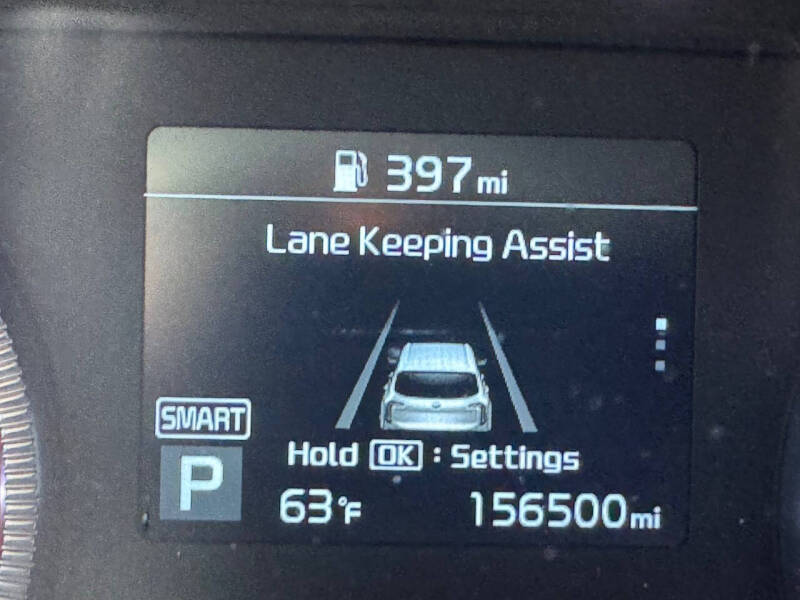 397 mi
Lane Keeping Assist
SMART
Hold OK : Settings
P
63°F 156500 mi